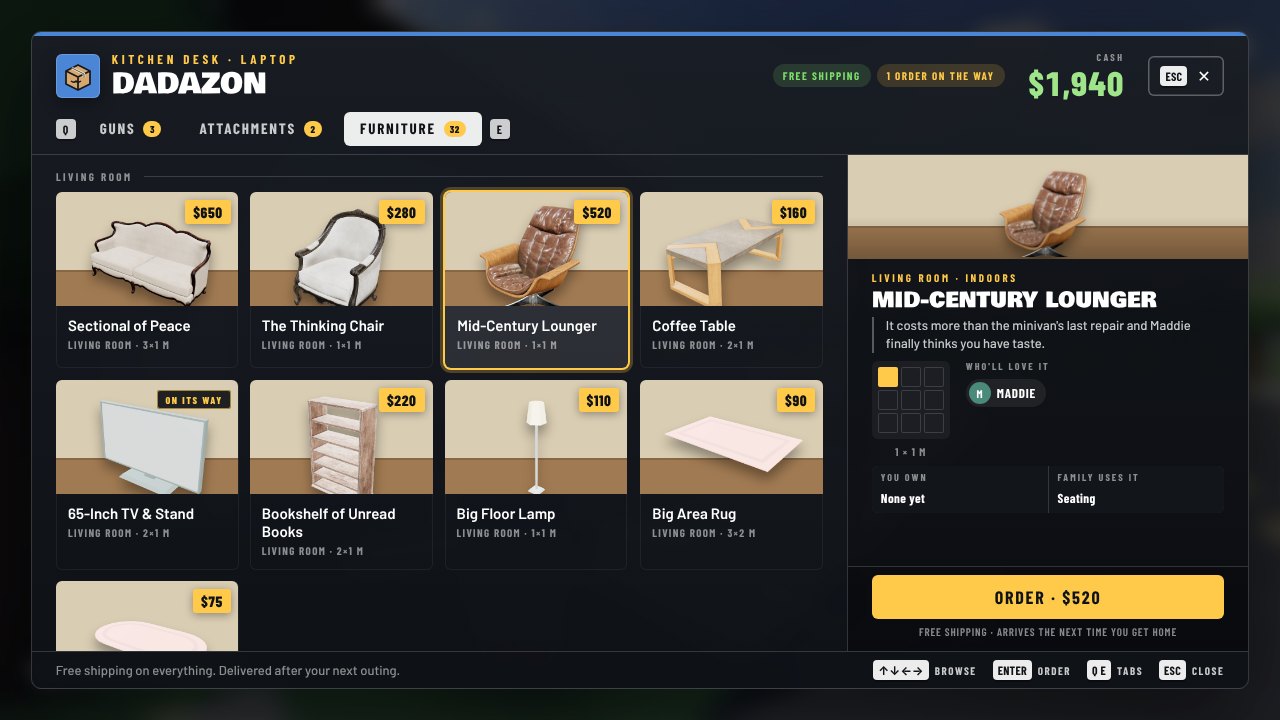 KITCHEN DESK · LAPTOP
DADAZON
FREE SHIPPING
1 ORDER ON THE WAY
CASH
$1,940
ESC ✕
Q
GUNS 3
ATTACHMENTS 2
FURNITURE 32
E
LIVING ROOM
$650
Sectional of Peace
LIVING ROOM · 3×1 M
$280
The Thinking Chair
LIVING ROOM · 1×1 M
$520
Mid-Century Lounger
LIVING ROOM · 1×1 M
$160
Coffee Table
LIVING ROOM · 2×1 M
ON ITS WAY
65-Inch TV & Stand
LIVING ROOM · 2×1 M
$220
Bookshelf of Unread
Books
LIVING ROOM · 2×1 M
$110
Big Floor Lamp
LIVING ROOM · 1×1 M
$90
Big Area Rug
LIVING ROOM · 3×2 M
$75
LIVING ROOM · INDOORS
MID-CENTURY LOUNGER
It costs more than the minivan's last repair and Maddie
finally thinks you have taste.
WHO'LL LOVE IT
M MADDIE
1 × 1 M
YOU OWN
None yet
FAMILY USES IT
Seating
ORDER · $520
FREE SHIPPING · ARRIVES THE NEXT TIME YOU GET HOME
Free shipping on everything. Delivered after your next outing.
↑↓←→ BROWSE
ENTER ORDER
Q E TABS
ESC CLOSE